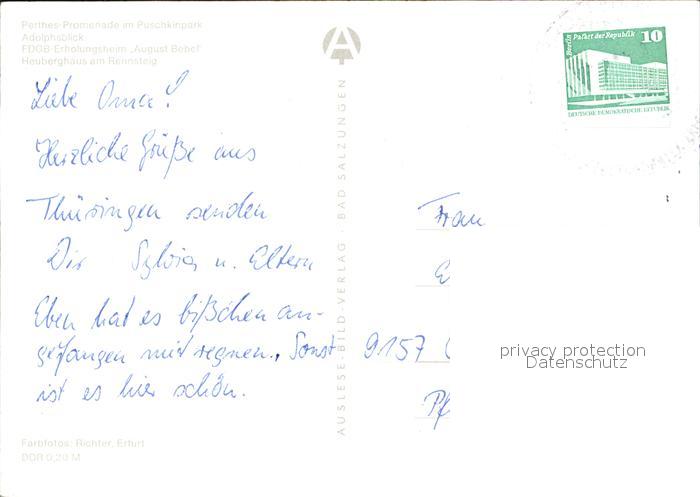 Perthes-Promenade im Puschkinpark
Adolphsblick
FDGB-Erholungsheim „August Bebel"
Heuberghaus am Rennsteig
Liebe Oma!
Herzliche Grüße aus
Thüringen senden
Dir Sylvia u. Eltern
Eben hat es bißchen an-
gefangen mit regnen. Sonst
ist es hier schön.
Farbfotos: Richter, Erfurt
DDR 0,20 M
AUSLESE-BILD-VERLAG · BAD SALZUNGEN
Berlin Palast der Republik 10
DEUTSCHE DEMOKRATISCHE REPUBLIK
Frau
E
9157
Pf
privacy protection
Datenschutz